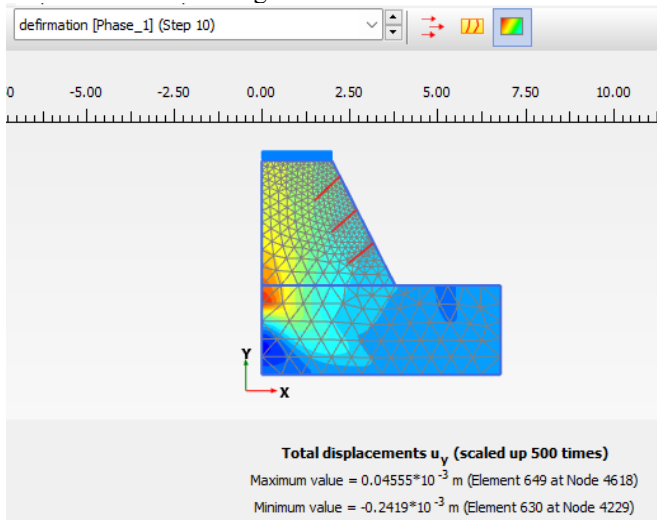 defirmation [Phase_1] (Step 10)
0 -5.00 -2.50 0.00 2.50 5.00 7.50 10.00
Y
X
Total displacements u_y (scaled up 500 times)
Maximum value = 0.04555*10^-3 m (Element 649 at Node 4618)
Minimum value = -0.2419*10^-3 m (Element 630 at Node 4229)